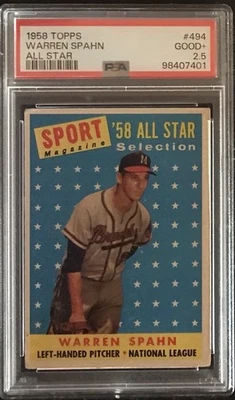 1958 TOPPS #494
WARREN SPAHN GOOD+
ALL STAR 2.5
PSA 98407401
SPORT '58 ALL STAR
Magazine Selection
Braves
WARREN SPAHN
LEFT-HANDED PITCHER • NATIONAL LEAGUE